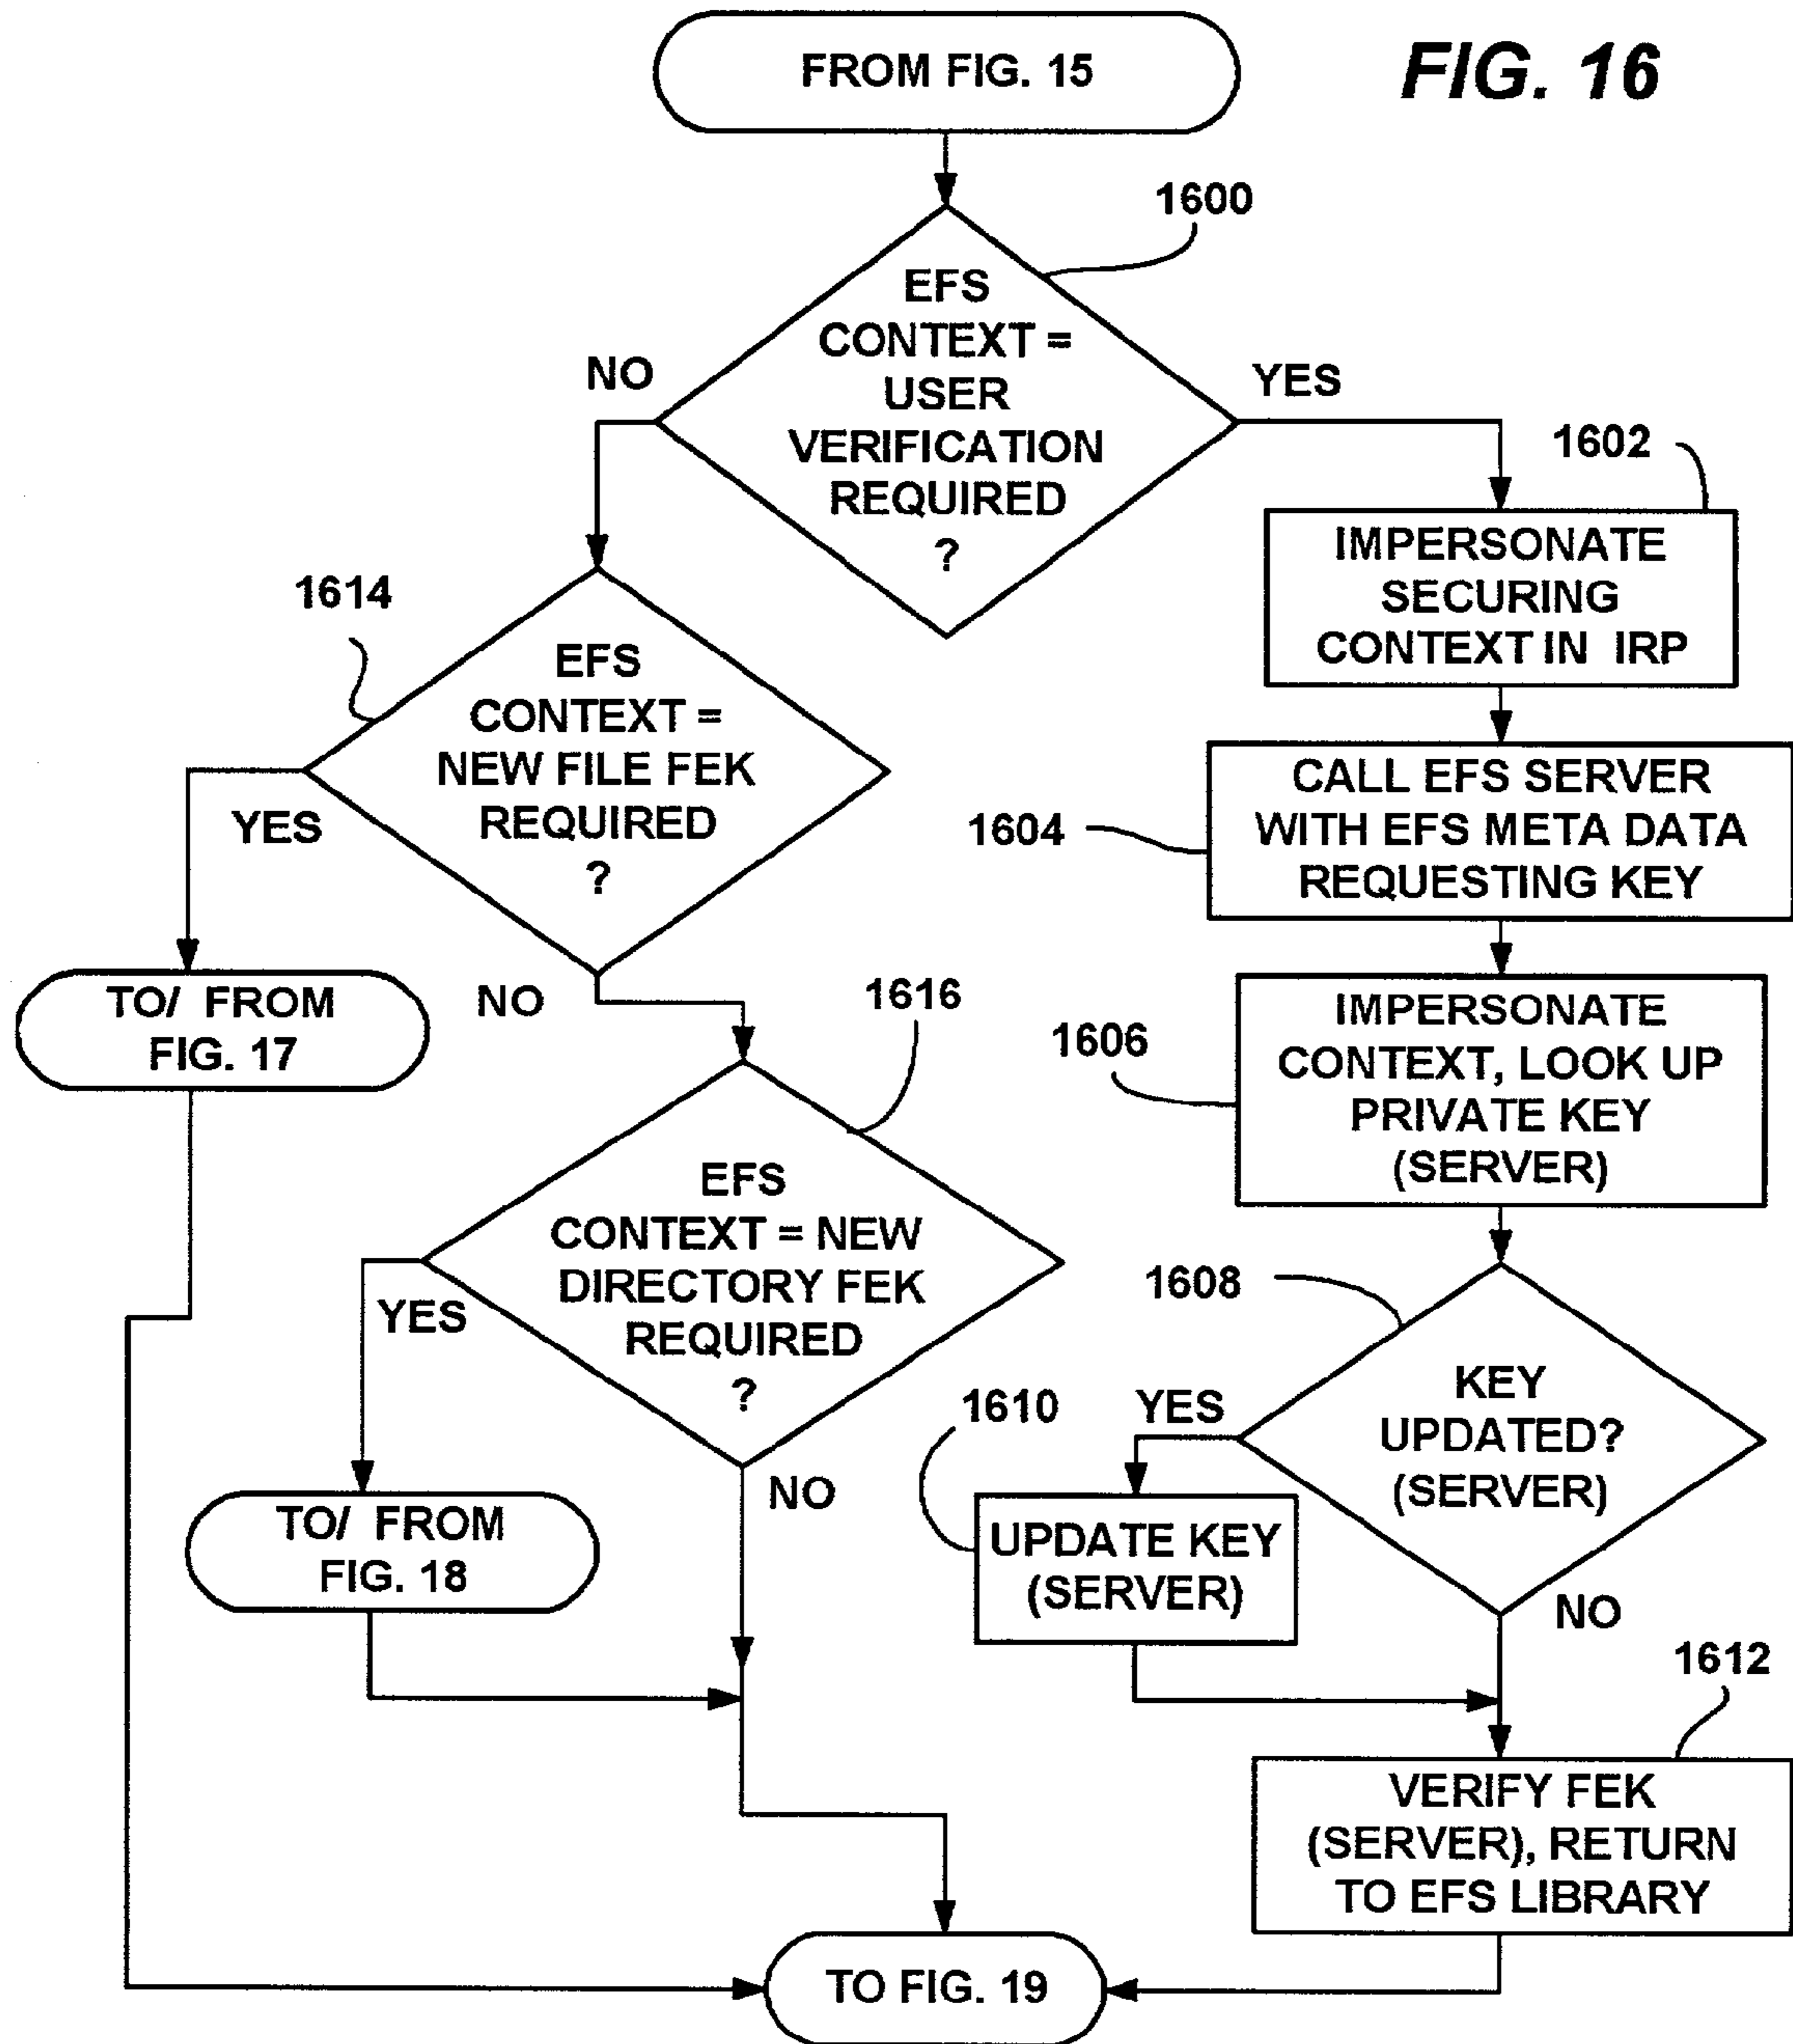 FROM FIG. 15
FIG. 16
1600
EFS
CONTEXT =
USER
VERIFICATION
REQUIRED
?
NO
YES
1602
IMPERSONATE
SECURING
CONTEXT IN IRP
1614
EFS
CONTEXT =
NEW FILE FEK
REQUIRED
?
YES
NO
1604
CALL EFS SERVER
WITH EFS META DATA
REQUESTING KEY
TO/ FROM
FIG. 17
1616
1606
IMPERSONATE
CONTEXT, LOOK UP
PRIVATE KEY
(SERVER)
EFS
CONTEXT = NEW
DIRECTORY FEK
REQUIRED
?
YES
NO
1608
KEY
UPDATED?
(SERVER)
YES
NO
1610
UPDATE KEY
(SERVER)
TO/ FROM
FIG. 18
1612
VERIFY FEK
(SERVER), RETURN
TO EFS LIBRARY
TO FIG. 19